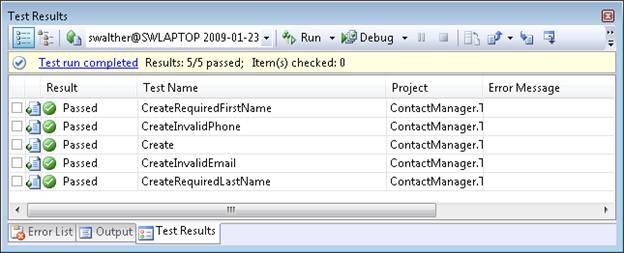 Test Results
swalther@SWLAPTOP 2009-01-23 Run Debug
Test run completed Results: 5/5 passed; Item(s) checked: 0
Result Test Name Project Error Message
Passed CreateRequiredFirstName ContactManager.T
Passed CreateInvalidPhone ContactManager.T
Passed Create ContactManager.T
Passed CreateInvalidEmail ContactManager.T
Passed CreateRequiredLastName ContactManager.T
Error List Output Test Results